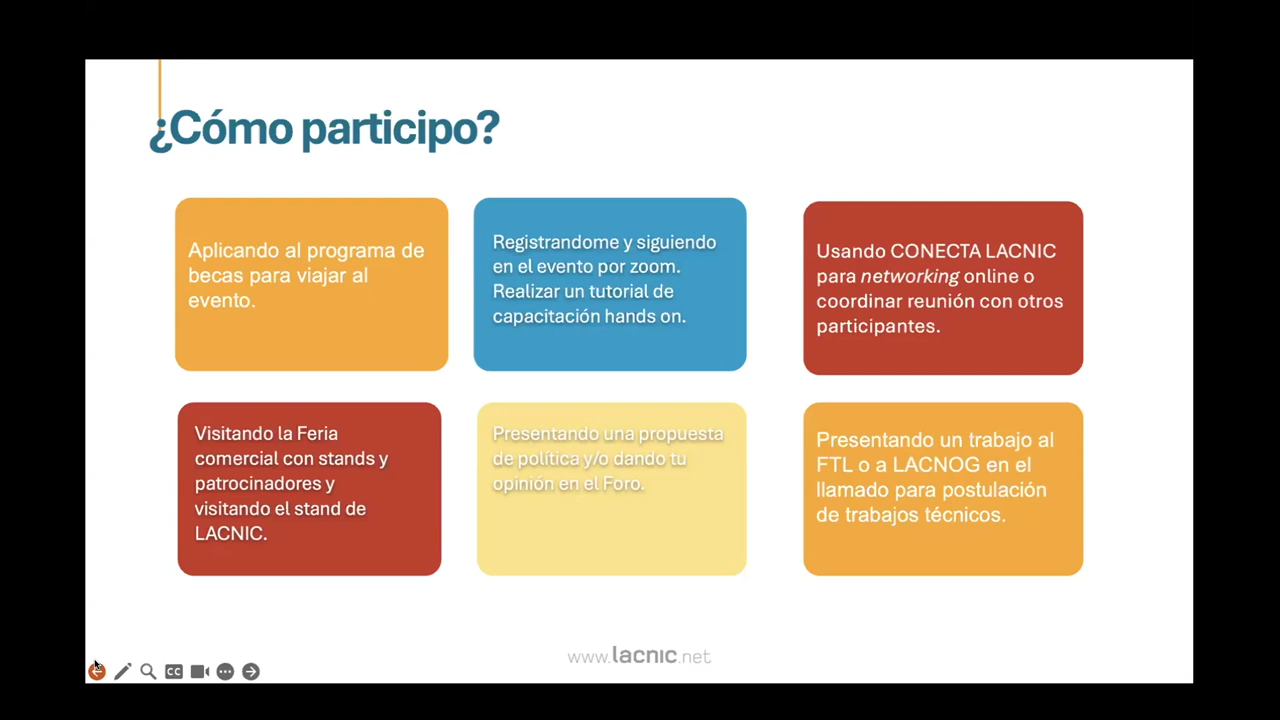 ¿Cómo participo?
Aplicando al programa de
becas para viajar al
evento.
Registrandome y siguiendo
en el evento por zoom.
Realizar un tutorial de
capacitación hands on.
Usando CONECTA LACNIC
para networking online o
coordinar reunión con otros
participantes.
Visitando la Feria
comercial con stands y
patrocinadores y
visitando el stand de
LACNIC.
Presentando una propuesta
de política y/o dando tu
opinión en el Foro.
Presentando un trabajo al
FTL o a LACNOG en el
llamado para postulación
de trabajos técnicos.
www.lacnic.net
CC